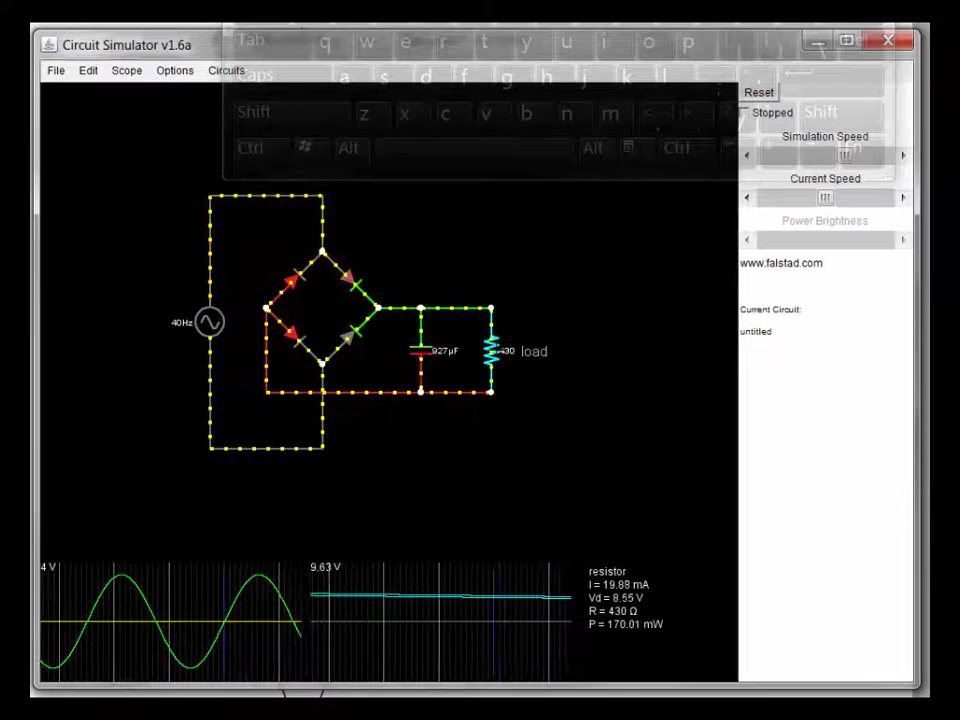 Circuit Simulator v1.6a
Tab q w e r t y u i o p
File Edit Scope Options Circuits
Caps a s d f g h j k l
Reset
Shift z x c v b n m < > Shift
Stopped
Ctrl Alt Alt Ctrl Fn
Simulation Speed
Current Speed
Power Brightness
www.falstad.com
Current Circuit:
untitled
40Hz
927µF
430 load
4 V
9.63 V
resistor
I = 19.88 mA
Vd = 8.55 V
R = 430 Ω
P = 170.01 mW